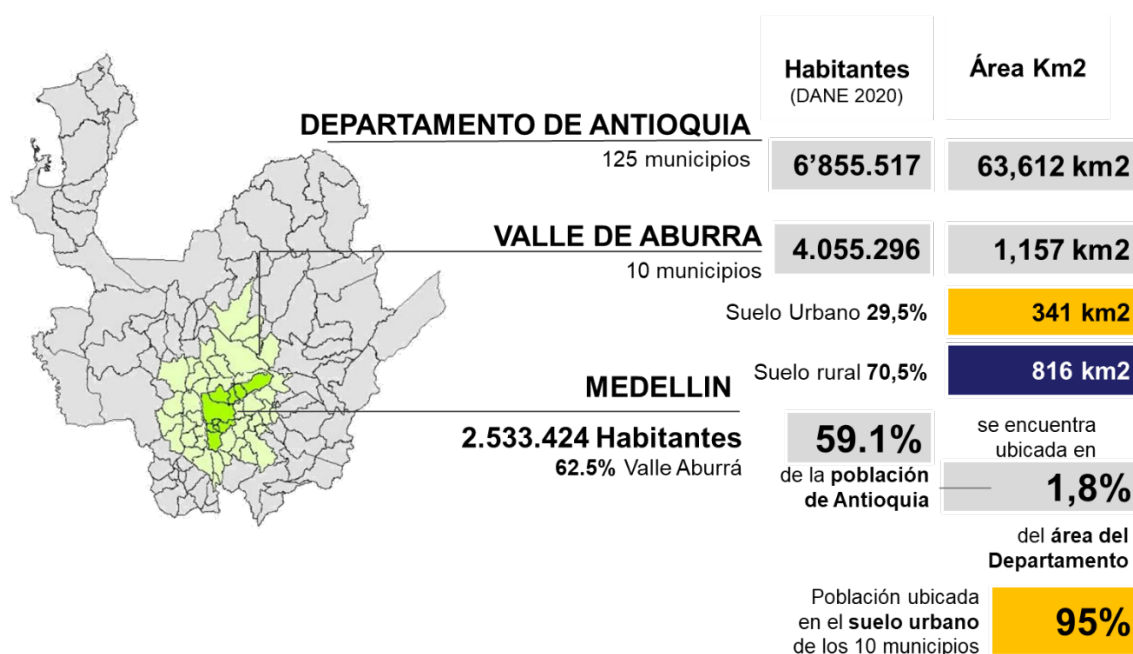 Habitantes
(DANE 2020)
Área Km2
DEPARTAMENTO DE ANTIOQUIA
125 municipios
6’855.517
63,612 km2
VALLE DE ABURRA
10 municipios
4.055.296
1,157 km2
Suelo Urbano 29,5%
341 km2
Suelo rural 70,5%
816 km2
MEDELLIN
2.533.424 Habitantes
62.5% Valle Aburrá
59.1%
de la población
de Antioquia
se encuentra
ubicada en
1,8%
del área del
Departamento
Población ubicada
en el suelo urbano
de los 10 municipios
95%